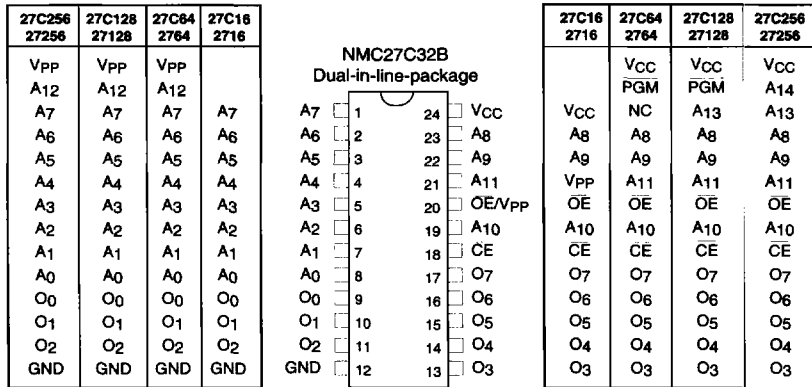 27C256 27C128 27C64 27C16 27C16 27C64 27C128 27C256
27256 27128 2764 2716 2716 2764 27128 27256
NMC27C32B
Dual-in-line-package
VPP VPP VPP VCC VCC VCC
A12 A12 A12 PGM PGM A14
A7 A7 A7 A7 A7 1 24 VCC VCC NC A13 A13
A6 A6 A6 A6 A6 2 23 A8 A8 A8 A8 A8
A5 A5 A5 A5 A5 3 22 A9 A9 A9 A9 A9
A4 A4 A4 A4 A4 4 21 A11 VPP A11 A11 A11
A3 A3 A3 A3 A3 5 20 OE/VPP OE OE OE OE
A2 A2 A2 A2 A2 6 19 A10 A10 A10 A10 A10
A1 A1 A1 A1 A1 7 18 CE CE CE CE CE
A0 A0 A0 A0 A0 8 17 O7 O7 O7 O7 O7
O0 O0 O0 O0 O0 9 16 O6 O6 O6 O6 O6
O1 O1 O1 O1 O1 10 15 O5 O5 O5 O5 O5
O2 O2 O2 O2 O2 11 14 O4 O4 O4 O4 O4
GND GND GND GND GND 12 13 O3 O3 O3 O3 O3